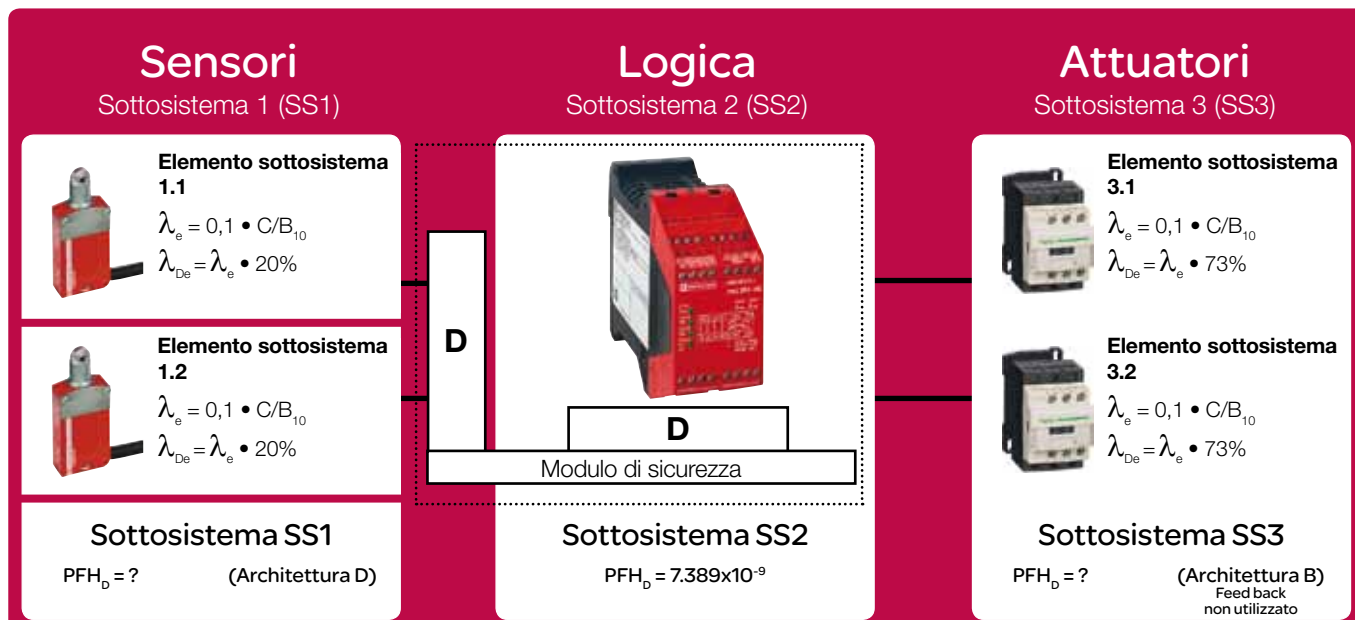 Sensori
Sottosistema 1 (SS1)
Elemento sottosistema
1.1
λe = 0,1 • C/B10
λDe = λe • 20%
Elemento sottosistema
1.2
λe = 0,1 • C/B10
λDe = λe • 20%
Sottosistema SS1
PFHD = ? (Architettura D)
Logica
Sottosistema 2 (SS2)
D
D
Modulo di sicurezza
Sottosistema SS2
PFHD = 7.389x10-9
Attuatori
Sottosistema 3 (SS3)
Elemento sottosistema
3.1
λe = 0,1 • C/B10
λDe = λe • 73%
Elemento sottosistema
3.2
λe = 0,1 • C/B10
λDe = λe • 73%
Sottosistema SS3
PFHD = ? (Architettura B)
Feed back
non utilizzato